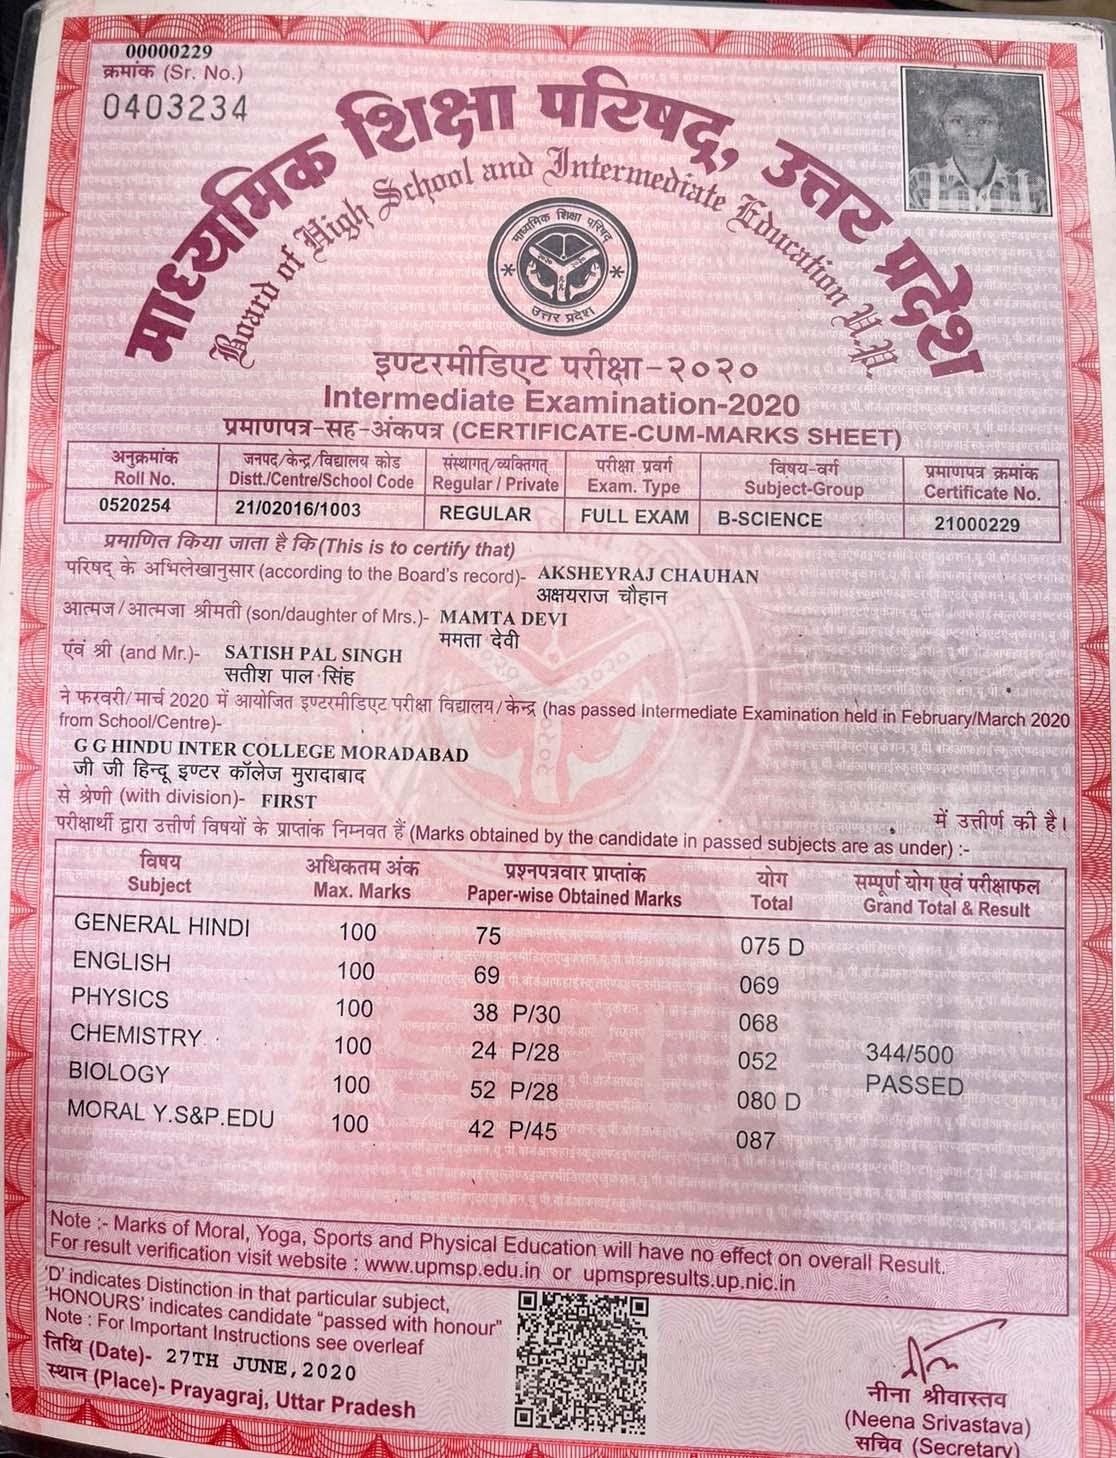 00000229
क्रमांक (Sr. No.)
0403234
माध्यमिक शिक्षा परिषद्, उत्तर प्रदेश
Board of High School and Intermediate Education U.P.
माध्यमिक शिक्षा परिषद्
उत्तर प्रदेश
इण्टरमीडिएट परीक्षा-२०२०
Intermediate Examination-2020
प्रमाणपत्र-सह-अंकपत्र (CERTIFICATE-CUM-MARKS SHEET)
अनुक्रमांक जनपद/केन्द्र/विद्यालय कोड संस्थागत्/व्यक्तिगत् परीक्षा प्रवर्ग विषय-वर्ग प्रमाणपत्र क्रमांक
Roll No. Distt./Centre/School Code Regular / Private Exam. Type Subject-Group Certificate No.
0520254 21/02016/1003 REGULAR FULL EXAM B-SCIENCE 21000229
प्रमाणित किया जाता है कि (This is to certify that)
परिषद् के अभिलेखानुसार (according to the Board's record)- AKSHEYRAJ CHAUHAN
अक्षयराज चौहान
आत्मज/आत्मजा श्रीमती (son/daughter of Mrs.)- MAMTA DEVI
ममता देवी
एंवं श्री (and Mr.)- SATISH PAL SINGH
सतीश पाल सिंह
ने फरवरी/मार्च 2020 में आयोजित इण्टरमीडिएट परीक्षा विद्यालय/केन्द्र (has passed Intermediate Examination held in February/March 2020
from School/Centre)-
G G HINDU INTER COLLEGE MORADABAD
जी जी हिन्दू इण्टर कॉलेज मुरादाबाद
से श्रेणी (with division)- FIRST में उत्तीर्ण की है।
परीक्षार्थी द्वारा उत्तीर्ण विषयों के प्राप्तांक निम्नवत हैं (Marks obtained by the candidate in passed subjects are as under) :-
विषय अधिकतम अंक प्रश्नपत्रवार प्राप्तांक योग सम्पूर्ण योग एवं परीक्षाफल
Subject Max. Marks Paper-wise Obtained Marks Total Grand Total & Result
GENERAL HINDI 100 75 075 D
ENGLISH 100 69 069
PHYSICS 100 38 P/30 068
CHEMISTRY 100 24 P/28 052 344/500
BIOLOGY 100 52 P/28 080 D PASSED
MORAL Y.S&P.EDU 100 42 P/45 087
Note :- Marks of Moral, Yoga, Sports and Physical Education will have no effect on overall Result.
For result verification visit website : www.upmsp.edu.in or upmspresults.up.nic.in
'D' indicates Distinction in that particular subject,
'HONOURS' indicates candidate "passed with honour"
Note : For Important Instructions see overleaf
तिथि (Date)- 27TH JUNE, 2020
स्थान (Place)- Prayagraj, Uttar Pradesh
नीना श्रीवास्तव
(Neena Srivastava)
सचिव (Secretary)